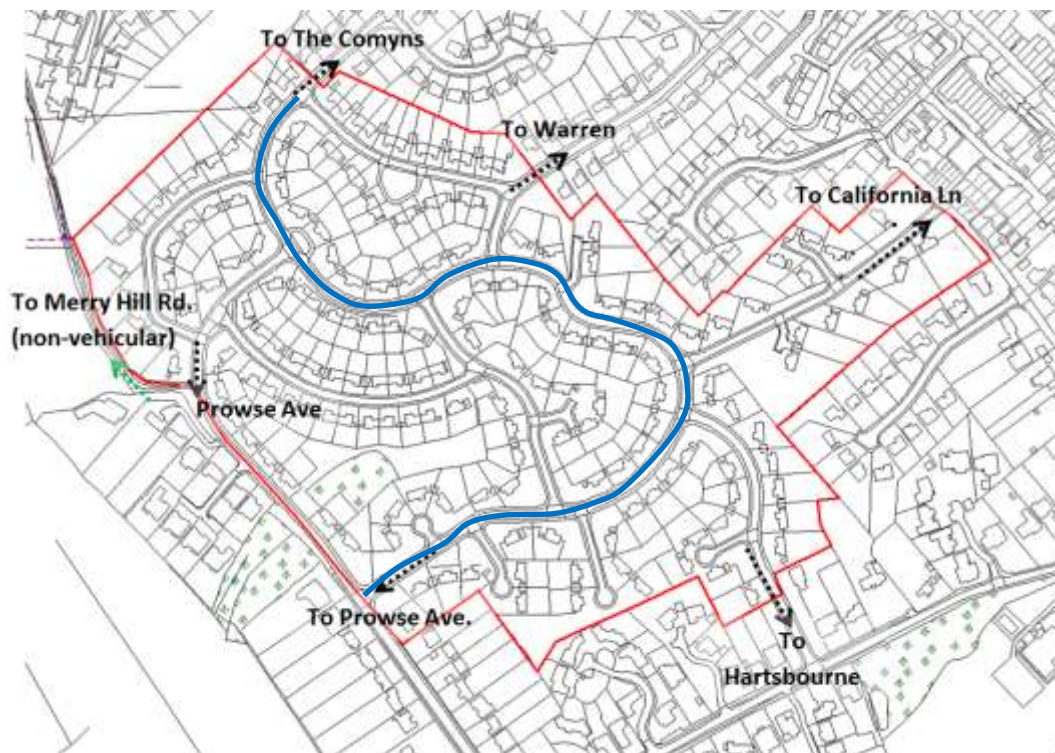 To The Comyns
To Warren
To California Ln
To Merry Hill Rd.
(non-vehicular)
Prowse Ave
To Prowse Ave.
To
Hartsbourne